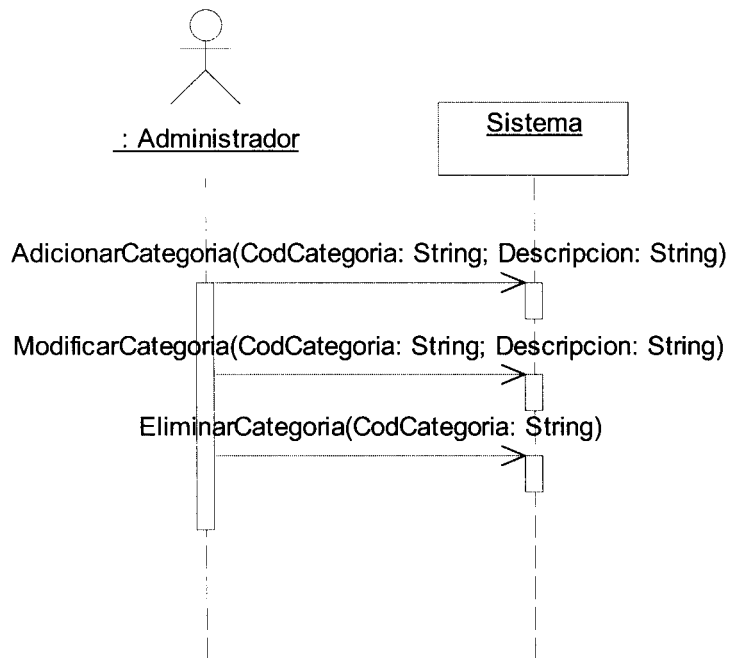 : Administrador
Sistema
AdicionarCategoria(CodCategoria: String; Descripcion: String)
ModificarCategoria(CodCategoria: String; Descripcion: String)
EliminarCategoria(CodCategoria: String)